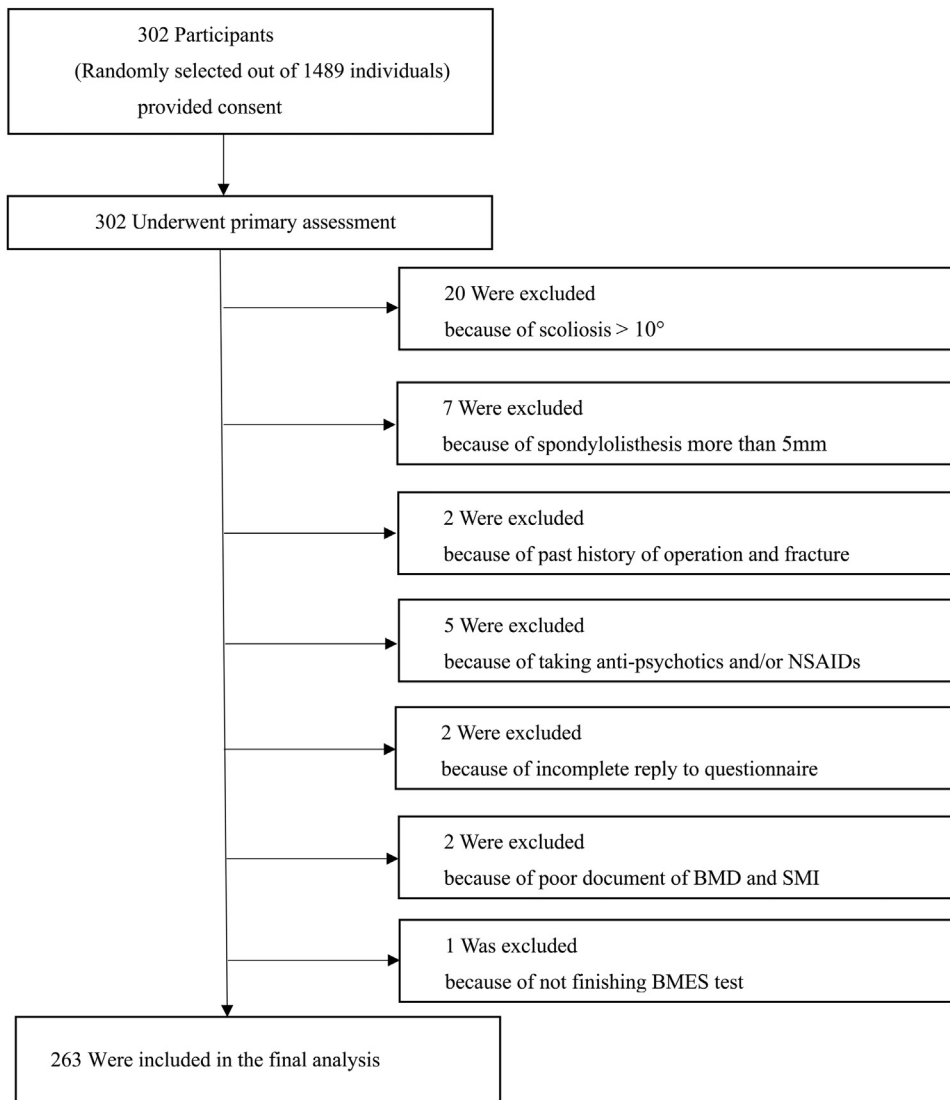 302 Participants
(Randomly selected out of 1489 individuals)
provided consent
302 Underwent primary assessment
20 Were excluded
because of scoliosis > 10°
7 Were excluded
because of spondylolisthesis more than 5mm
2 Were excluded
because of past history of operation and fracture
5 Were excluded
because of taking anti-psychotics and/or NSAIDs
2 Were excluded
because of incomplete reply to questionnaire
2 Were excluded
because of poor document of BMD and SMI
1 Was excluded
because of not finishing BMES test
263 Were included in the final analysis